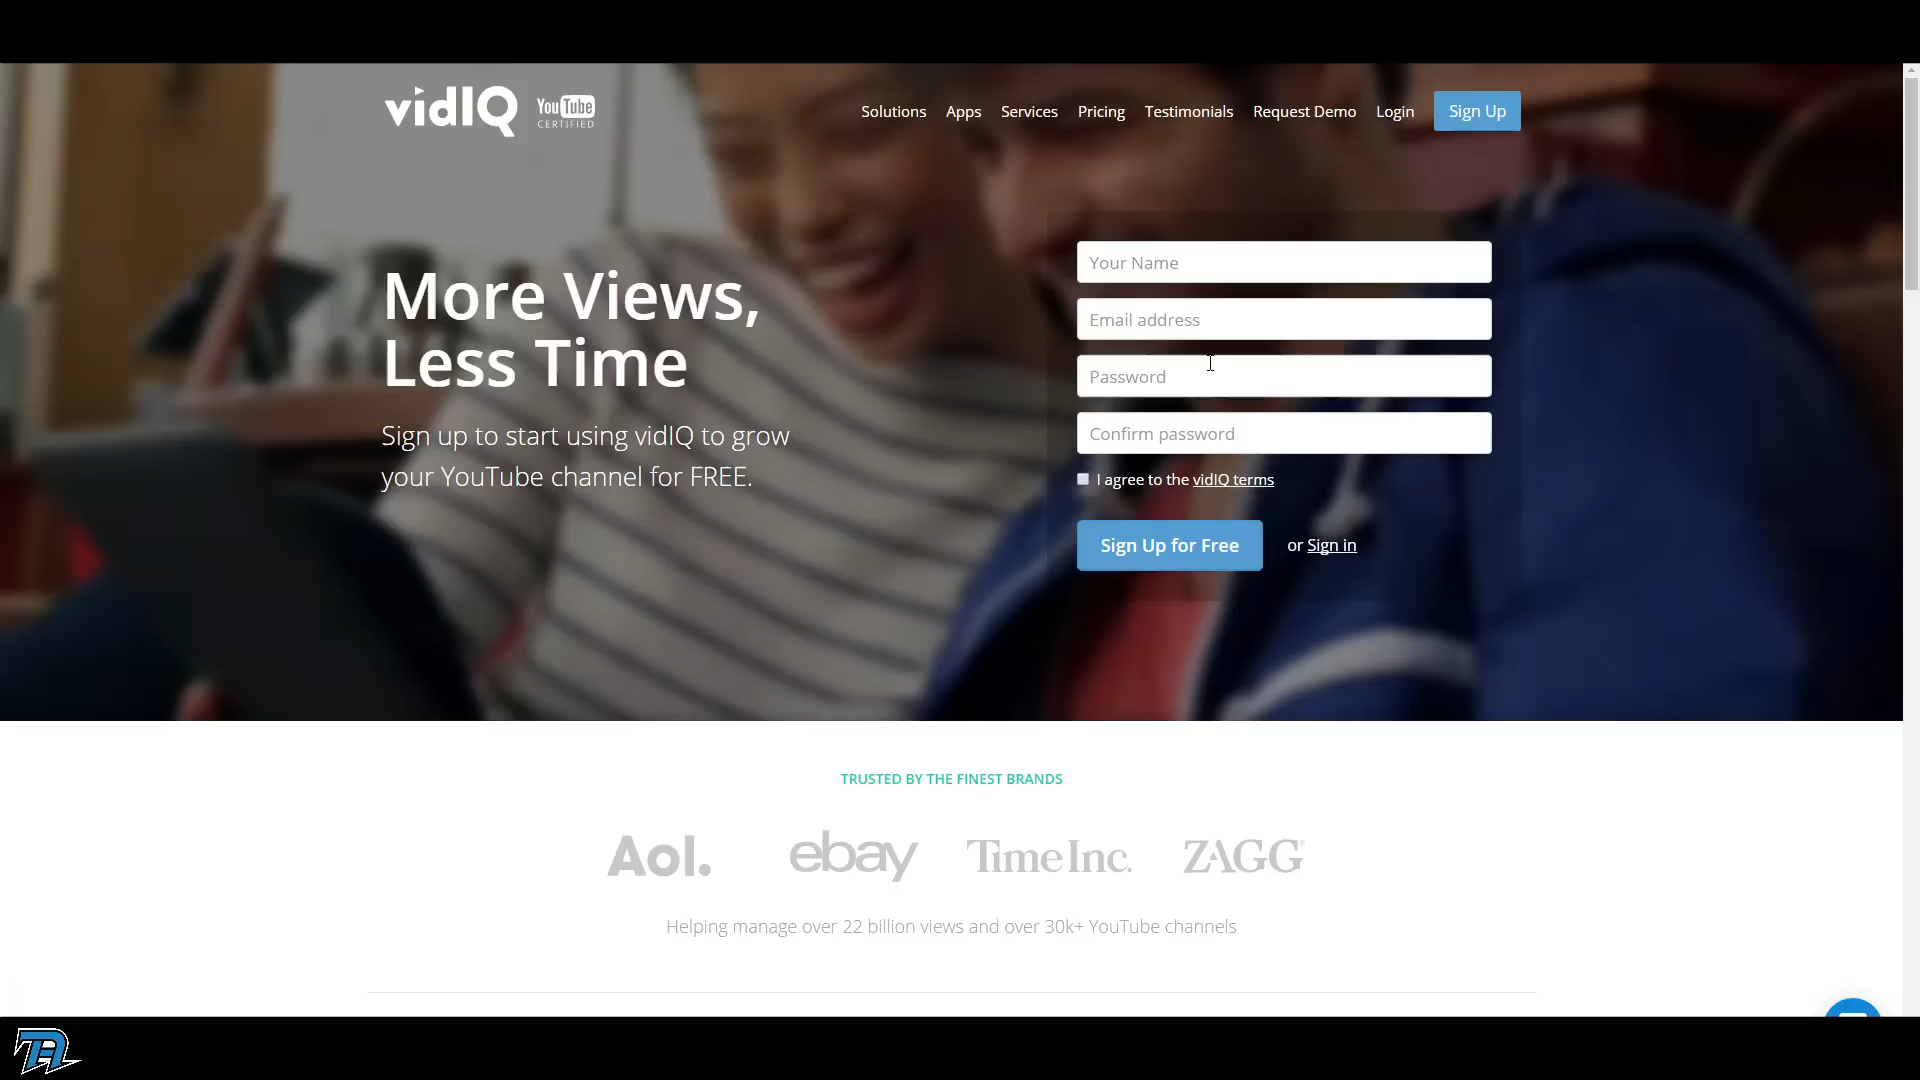 vidIQ
YouTube
CERTIFIED
Solutions
Apps
Services
Pricing
Testimonials
Request Demo
Login
Sign Up
More Views,
Less Time
Sign up to start using vidIQ to grow
your YouTube channel for FREE.
Your Name
Email address
Password
Confirm password
I agree to the vidIQ terms
Sign Up for Free
or Sign in
TRUSTED BY THE FINEST BRANDS
Aol.
ebay
Time Inc.
ZAGG
Helping manage over 22 billion views and over 30k+ YouTube channels